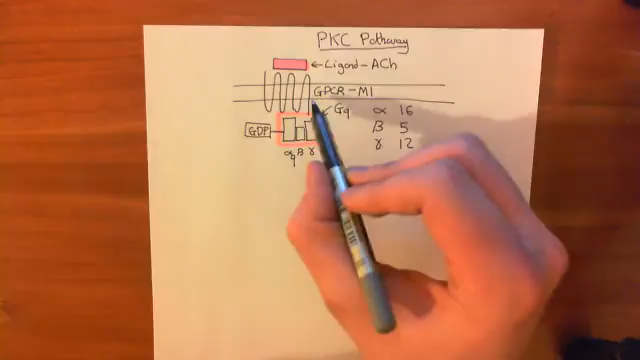 PKC Pathway
← Ligand - ACh
GPCR - M1
Gq α 16
GDP β 5
αq β γ γ 12